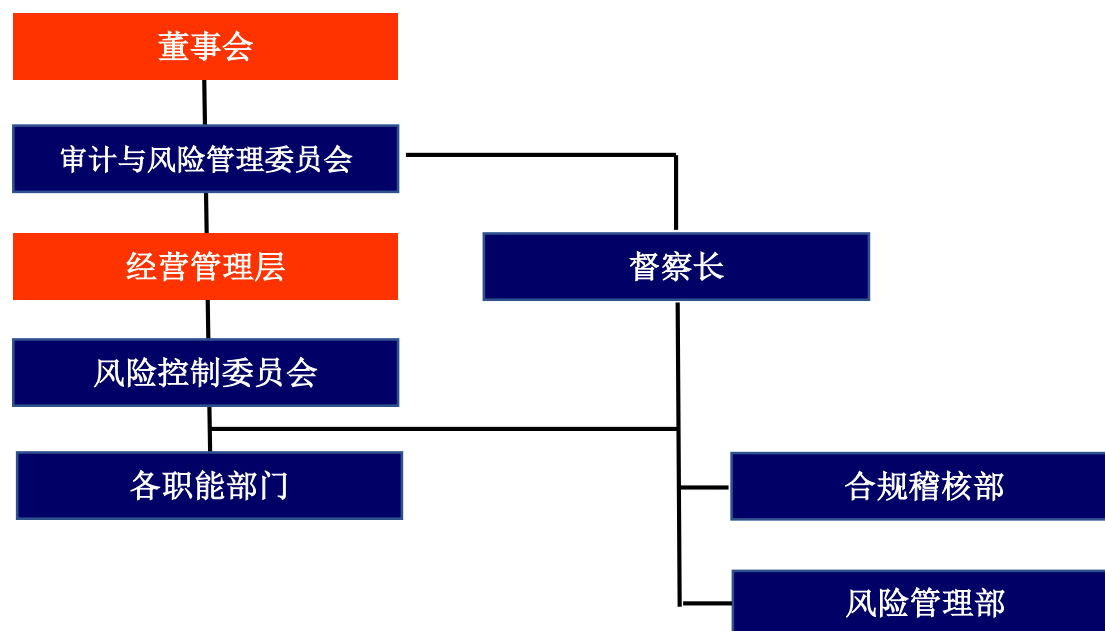 董事会
审计与风险管理委员会
经营管理层
督察长
风险控制委员会
各职能部门
合规稽核部
风险管理部